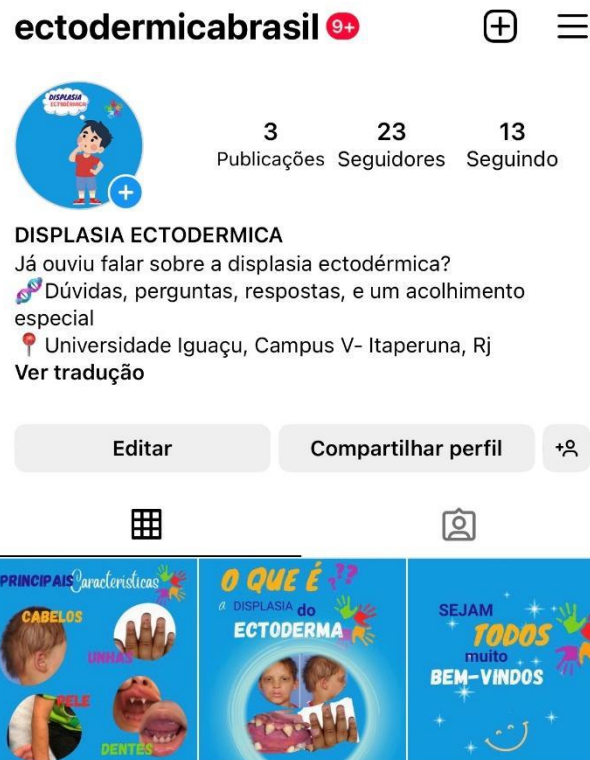 ectodermicabrasil 9+
DISPLASIA
ECTODERMICA
3 23 13
Publicações Seguidores Seguindo
DISPLASIA ECTODERMICA
Já ouviu falar sobre a displasia ectodérmica?
🧬Dúvidas, perguntas, respostas, e um acolhimento
especial
📍 Universidade Iguaçu, Campus V- Itaperuna, Rj
Ver tradução
Editar Compartilhar perfil
PRINCIPAIS Características
CABELOS
UNHAS
PELE
DENTES
O QUE É ??
a DISPLASIA do
ECTODERMA
SEJAM
TODOS
muito
BEM-VINDOS